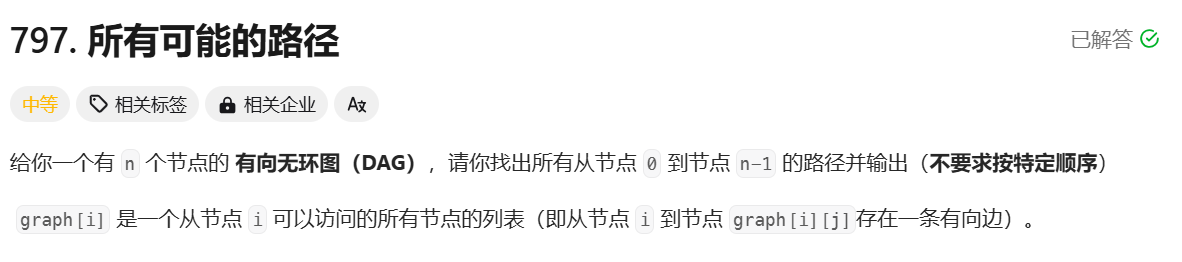 797. 所有可能的路径
已解答
中等 相关标签 相关企业
给你一个有 n 个节点的 有向无环图（DAG），请你找出所有从节点 0 到节点 n-1 的路径并输出（不要求按特定顺序）
graph[i] 是一个从节点 i 可以访问的所有节点的列表（即从节点 i 到节点 graph[i][j]存在一条有向边）。